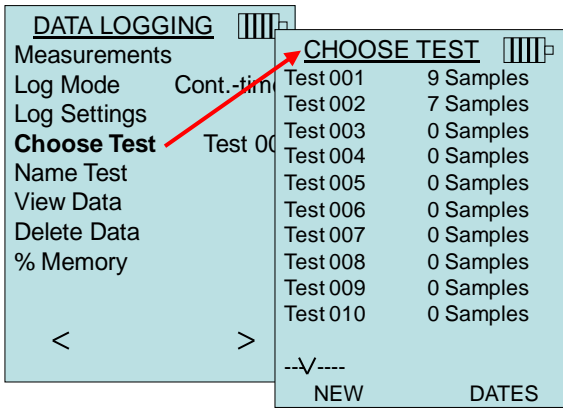 DATA LOGGING
Measurements
Log Mode Cont.-time
Log Settings
Choose Test Test 00
Name Test
View Data
Delete Data
% Memory
< >
CHOOSE TEST
Test 001 9 Samples
Test 002 7 Samples
Test 003 0 Samples
Test 004 0 Samples
Test 005 0 Samples
Test 006 0 Samples
Test 007 0 Samples
Test 008 0 Samples
Test 009 0 Samples
Test 010 0 Samples
---\/----
NEW DATES